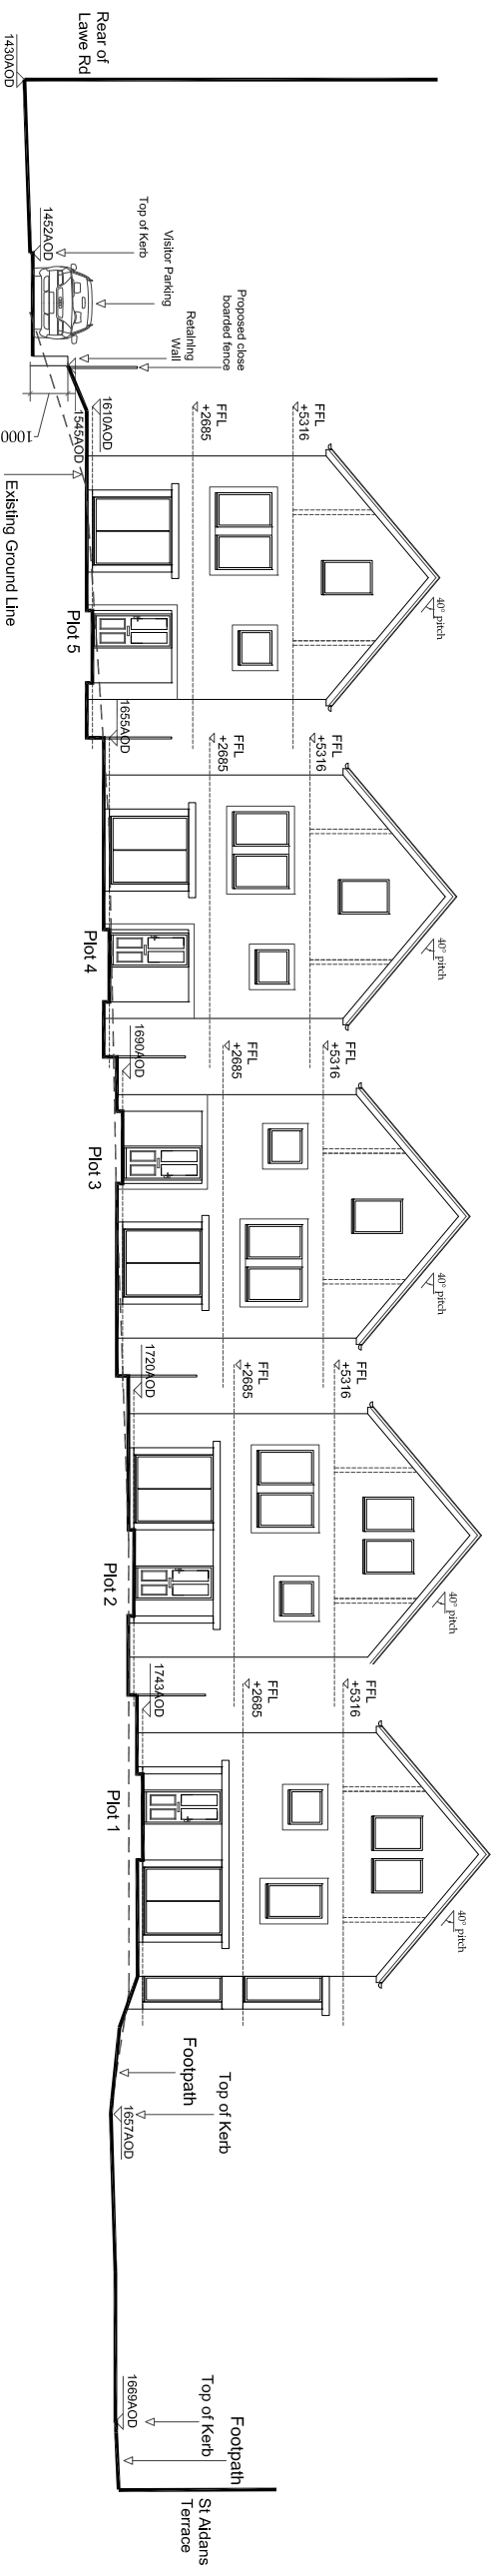 Rear of
Lawe Rd
1430AOD
1452AOD
Top of Kerb
Visitor Parking
Retaining
Wall
Proposed close
boarded fence
1000
1545AOD
Existing Ground Line
1610AOD
FFL
+2685
FFL
+5316
40° pitch
Plot 5
1655AOD
FFL
+2685
FFL
+5316
40° pitch
Plot 4
1690AOD
FFL
+2685
FFL
+5316
40° pitch
Plot 3
1720AOD
FFL
+2685
FFL
+5316
40° pitch
Plot 2
1743AOD
FFL
+2685
FFL
+5316
40° pitch
Plot 1
Footpath
Top of Kerb
1657AOD
1669AOD
Top of Kerb
Footpath
St Aidans
Terrace